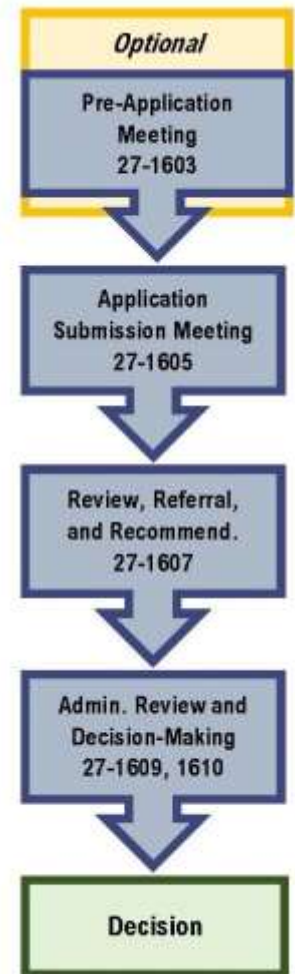 Optional
Pre-Application
Meeting
27-1603
Application
Submission Meeting
27-1605
Review, Referral,
and Recommend.
27-1607
Admin. Review and
Decision-Making
27-1609, 1610
Decision